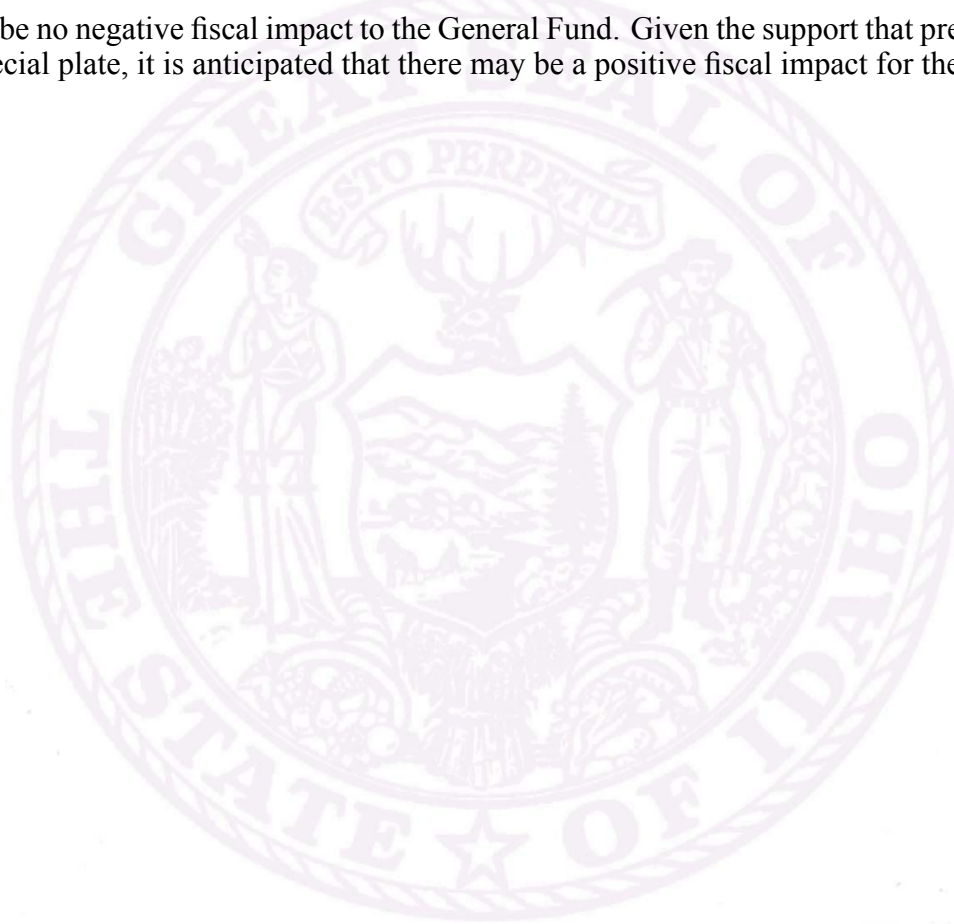 be no negative fiscal impact to the General Fund. Given the support that pre
ecial plate, it is anticipated that there may be a positive fiscal impact for the
GREAT SEAL OF
ESTO PERPETUA
THE STATE OF IDAHO